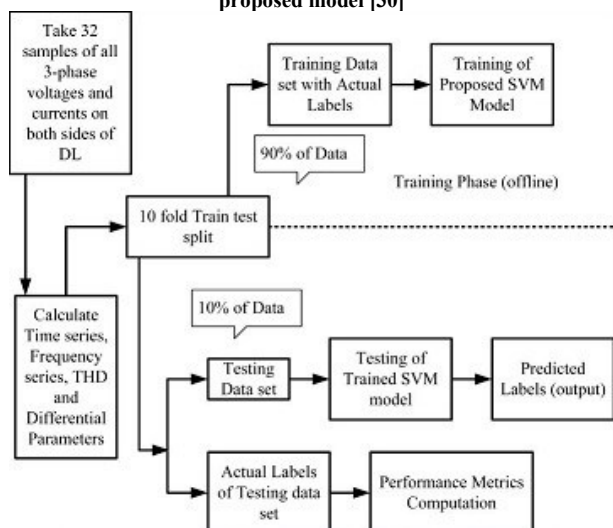 proposed model [30]
Take 32
samples of all
3-phase
voltages and
currents on
both sides of
DL
Training Data
set with Actual
Labels
Training of
Proposed SVM
Model
90% of Data
Training Phase (offline)
10 fold Train test
split
10% of Data
Calculate
Time series,
Frequency
series, THD
and
Differential
Parameters
Testing
Data set
Testing of
Trained SVM
model
Predicted
Labels (output)
Actual Labels
of Testing data
set
Performance Metrics
Computation